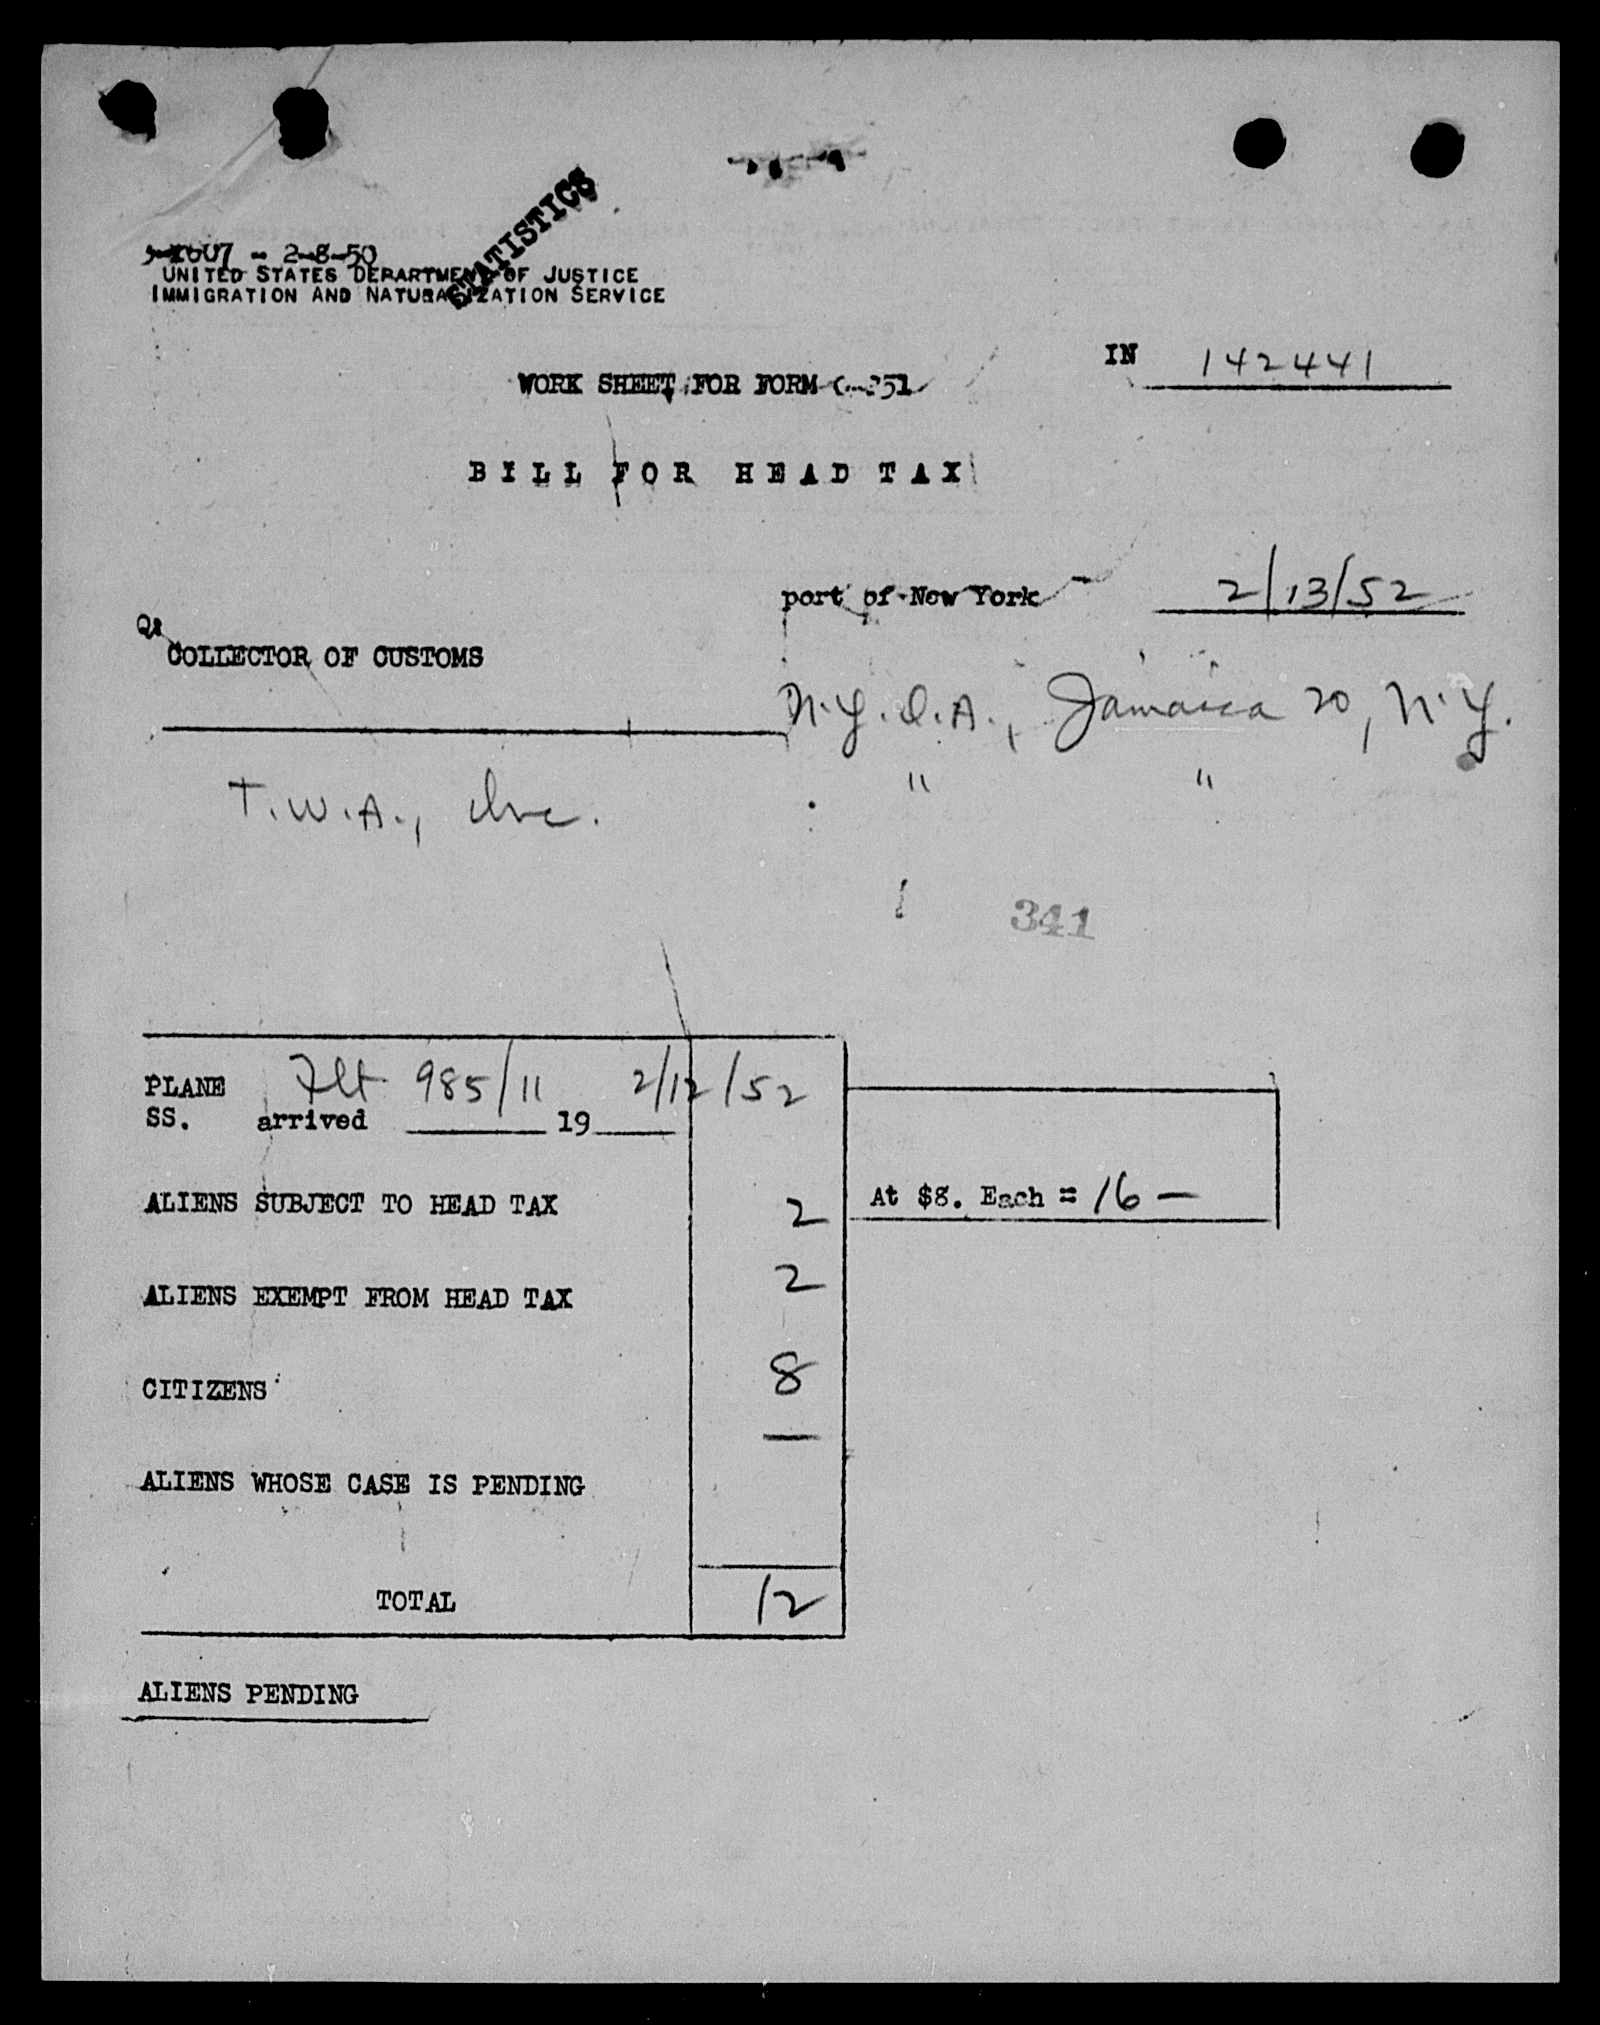 STATISTICS
2-8-50
UNITED STATES DEPARTMENT OF JUSTICE
IMMIGRATION AND NATURALIZATION SERVICE
IN 142441
WORK SHEET FOR FORM
BILL FOR HEAD TAX
port of New York 2/13/52
COLLECTOR OF CUSTOMS
N.Y.I.A., Jamaica 20, N.Y.
T.W.A., Inc. " "
341
PLANE Flt 985/11 2/12/52
SS. arrived 19
ALIENS SUBJECT TO HEAD TAX 2 At $8. Each = 16 —
ALIENS EXEMPT FROM HEAD TAX 2
CITIZENS 8
ALIENS WHOSE CASE IS PENDING —
TOTAL 12
ALIENS PENDING